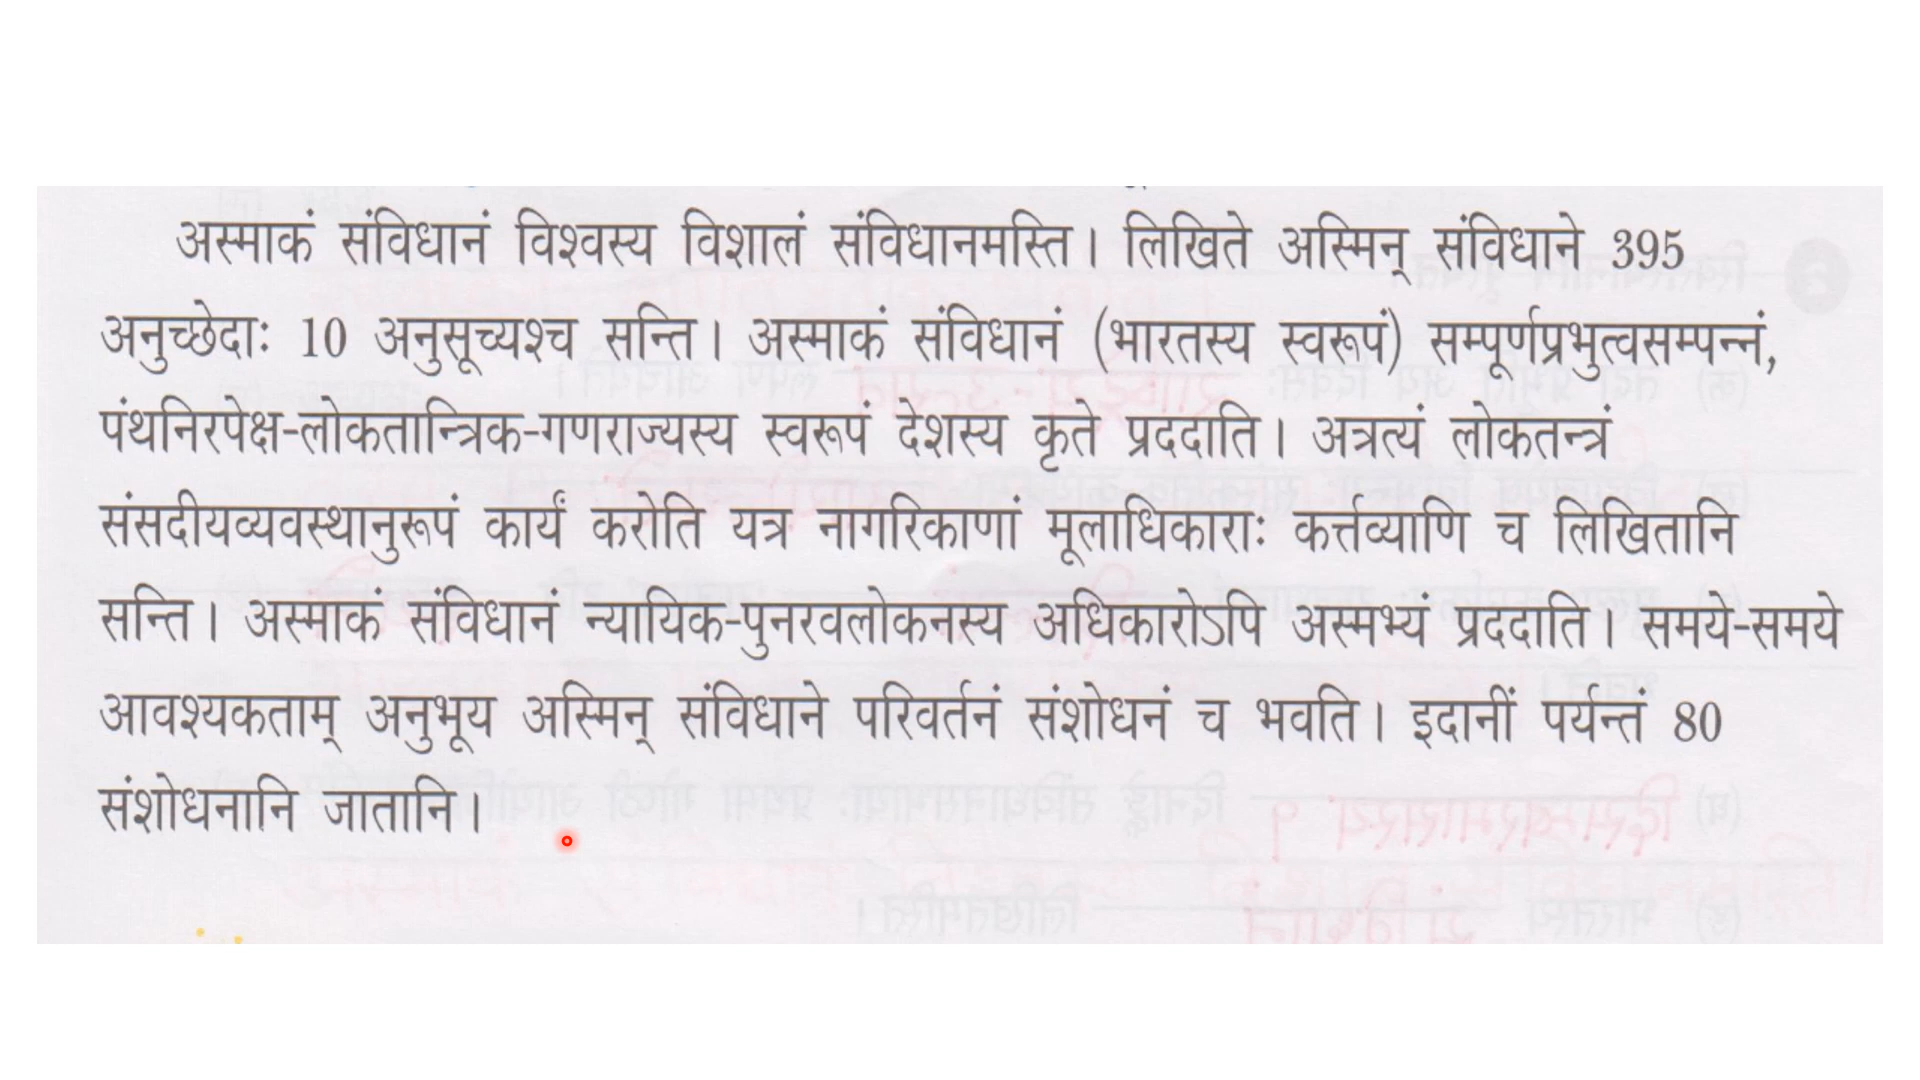 अस्माकं संविधानं विश्वस्य विशालं संविधानमस्ति। लिखिते अस्मिन् संविधाने 395
अनुच्छेदाः 10 अनुसूच्यश्च सन्ति। अस्माकं संविधानं (भारतस्य स्वरूपं) सम्पूर्णप्रभुत्वसम्पन्नं,
पंथनिरपेक्ष-लोकतान्त्रिक-गणराज्यस्य स्वरूपं देशस्य कृते प्रददाति। अत्रत्यं लोकतन्त्रं
संसदीयव्यवस्थानुरूपं कार्यं करोति यत्र नागरिकाणां मूलाधिकाराः कर्त्तव्याणि च लिखितानि
सन्ति। अस्माकं संविधानं न्यायिक-पुनरवलोकनस्य अधिकारोऽपि अस्मभ्यं प्रददाति। समये-समये
आवश्यकताम् अनुभूय अस्मिन् संविधाने परिवर्तनं संशोधनं च भवति। इदानीं पर्यन्तं 80
संशोधनानि जातानि।